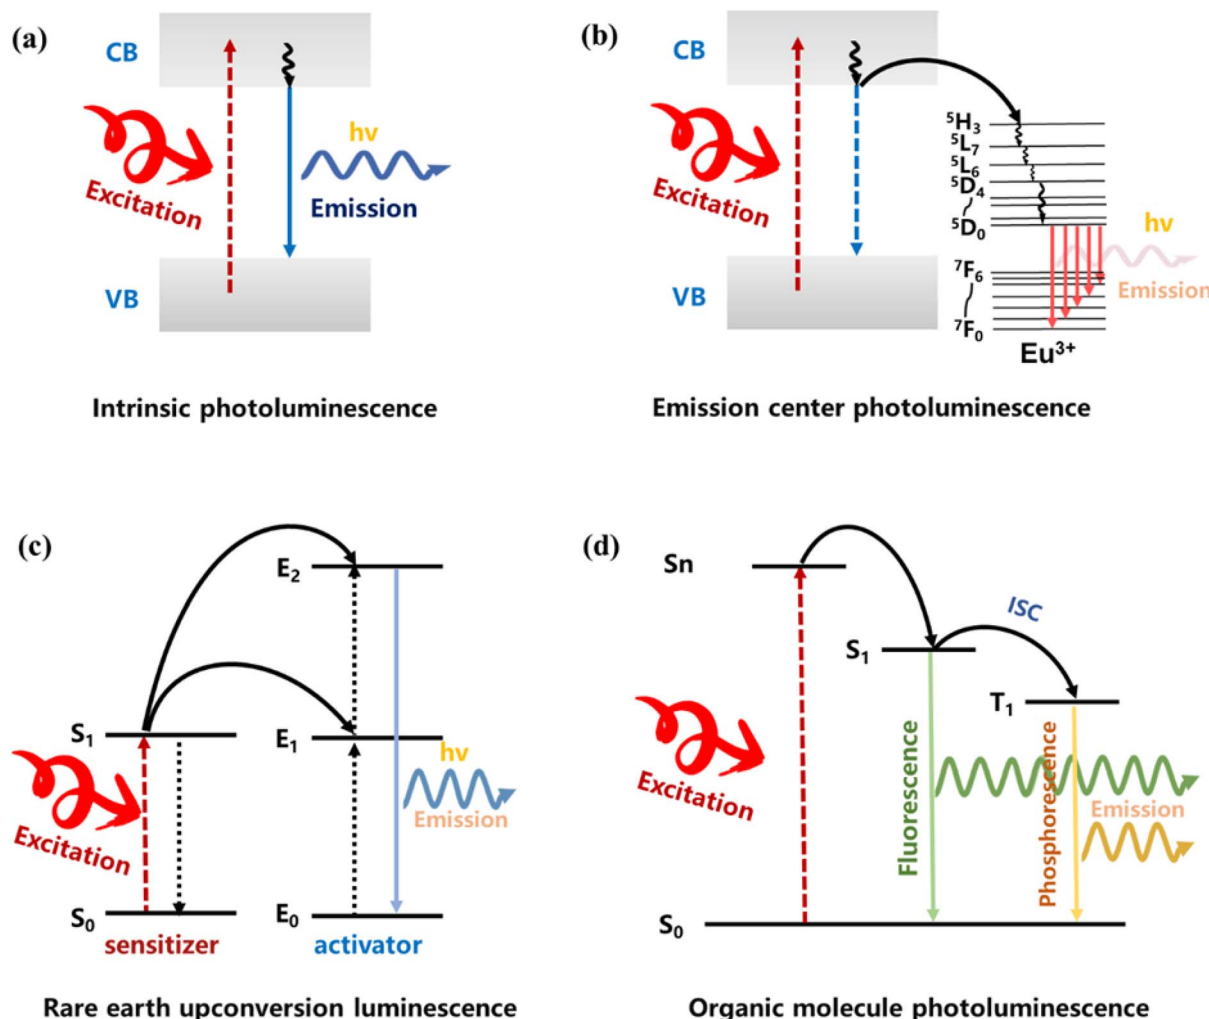 (a)
CB
hv
Excitation
Emission
VB
Intrinsic photoluminescence
(b)
CB
⁵H₃
⁵L₇
⁵L₆
⁵D₄
⁵D₀
hv
Excitation
⁷F₆
Emission
VB
⁷F₀
Eu³⁺
Emission center photoluminescence
(c)
E₂
S₁
E₁
hv
Excitation
Emission
S₀
E₀
sensitizer
activator
Rare earth upconversion luminescence
(d)
Sn
ISC
S₁
T₁
Excitation
Fluorescence
Phosphorescence
Emission
S₀
Organic molecule photoluminescence